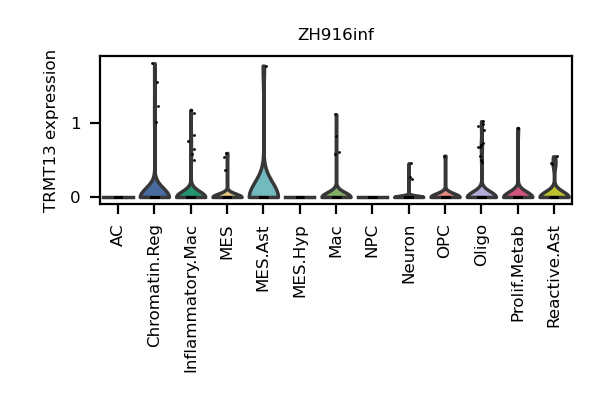 ZH916inf
TRMT13 expression
1
0
AC
Chromatin.Reg
Inflammatory.Mac
MES
MES.Ast
MES.Hyp
Mac
NPC
Neuron
OPC
Oligo
Prolif.Metab
Reactive.Ast